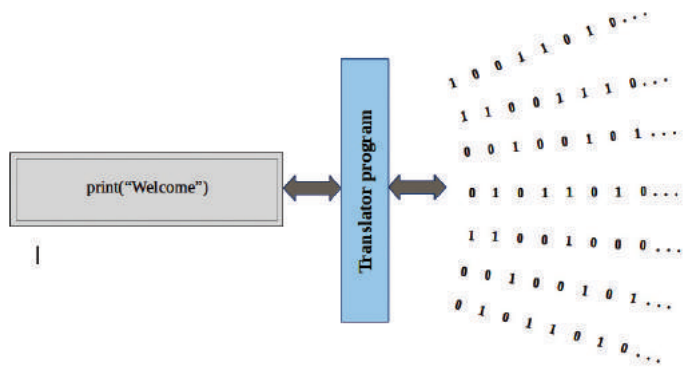 print(“Welcome”)
Translator program
1 0 0 1 1 0 1 0...
1 1 0 0 1 1 1 0...
0 0 1 0 0 1 0 1...
0 1 0 1 1 0 1 0...
1 1 0 0 1 0 0 0...
0 0 1 0 0 1 0 1...
0 1 0 1 1 0 1 0...